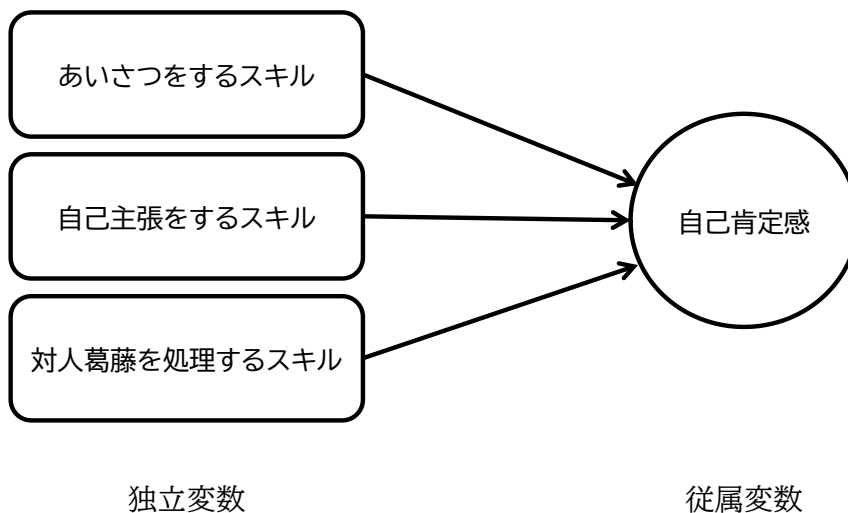 あいさつをするスキル
自己主張をするスキル
自己肯定感
対人葛藤を処理するスキル
独立変数
従属変数